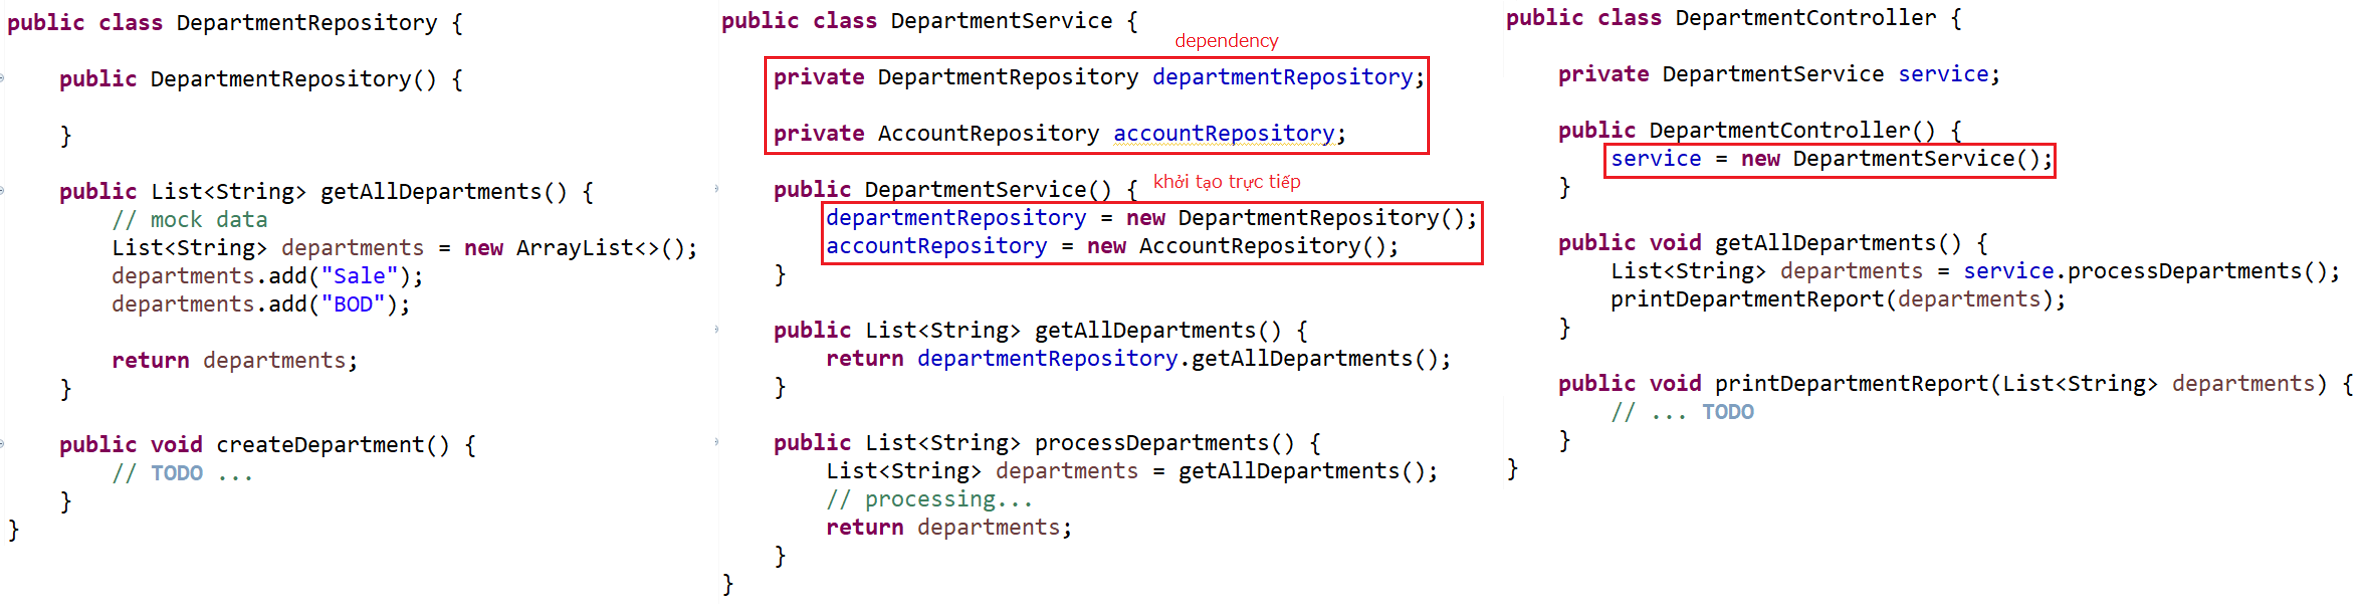 public class DepartmentRepository {
public DepartmentRepository() {
}
public List<String> getAllDepartments() {
// mock data
List<String> departments = new ArrayList<>();
departments.add("Sale");
departments.add("BOD");
return departments;
}
public void createDepartment() {
// TODO ...
}
}
public class DepartmentService {
dependency
private DepartmentRepository departmentRepository;
private AccountRepository accountRepository;
public DepartmentService() { khởi tạo trực tiếp
departmentRepository = new DepartmentRepository();
accountRepository = new AccountRepository();
}
public List<String> getAllDepartments() {
return departmentRepository.getAllDepartments();
}
public List<String> processDepartments() {
List<String> departments = getAllDepartments();
// processing...
return departments;
}
}
public class DepartmentController {
private DepartmentService service;
public DepartmentController() {
service = new DepartmentService();
}
public void getAllDepartments() {
List<String> departments = service.processDepartments();
printDepartmentReport(departments);
}
public void printDepartmentReport(List<String> departments) {
// ... TODO
}
}